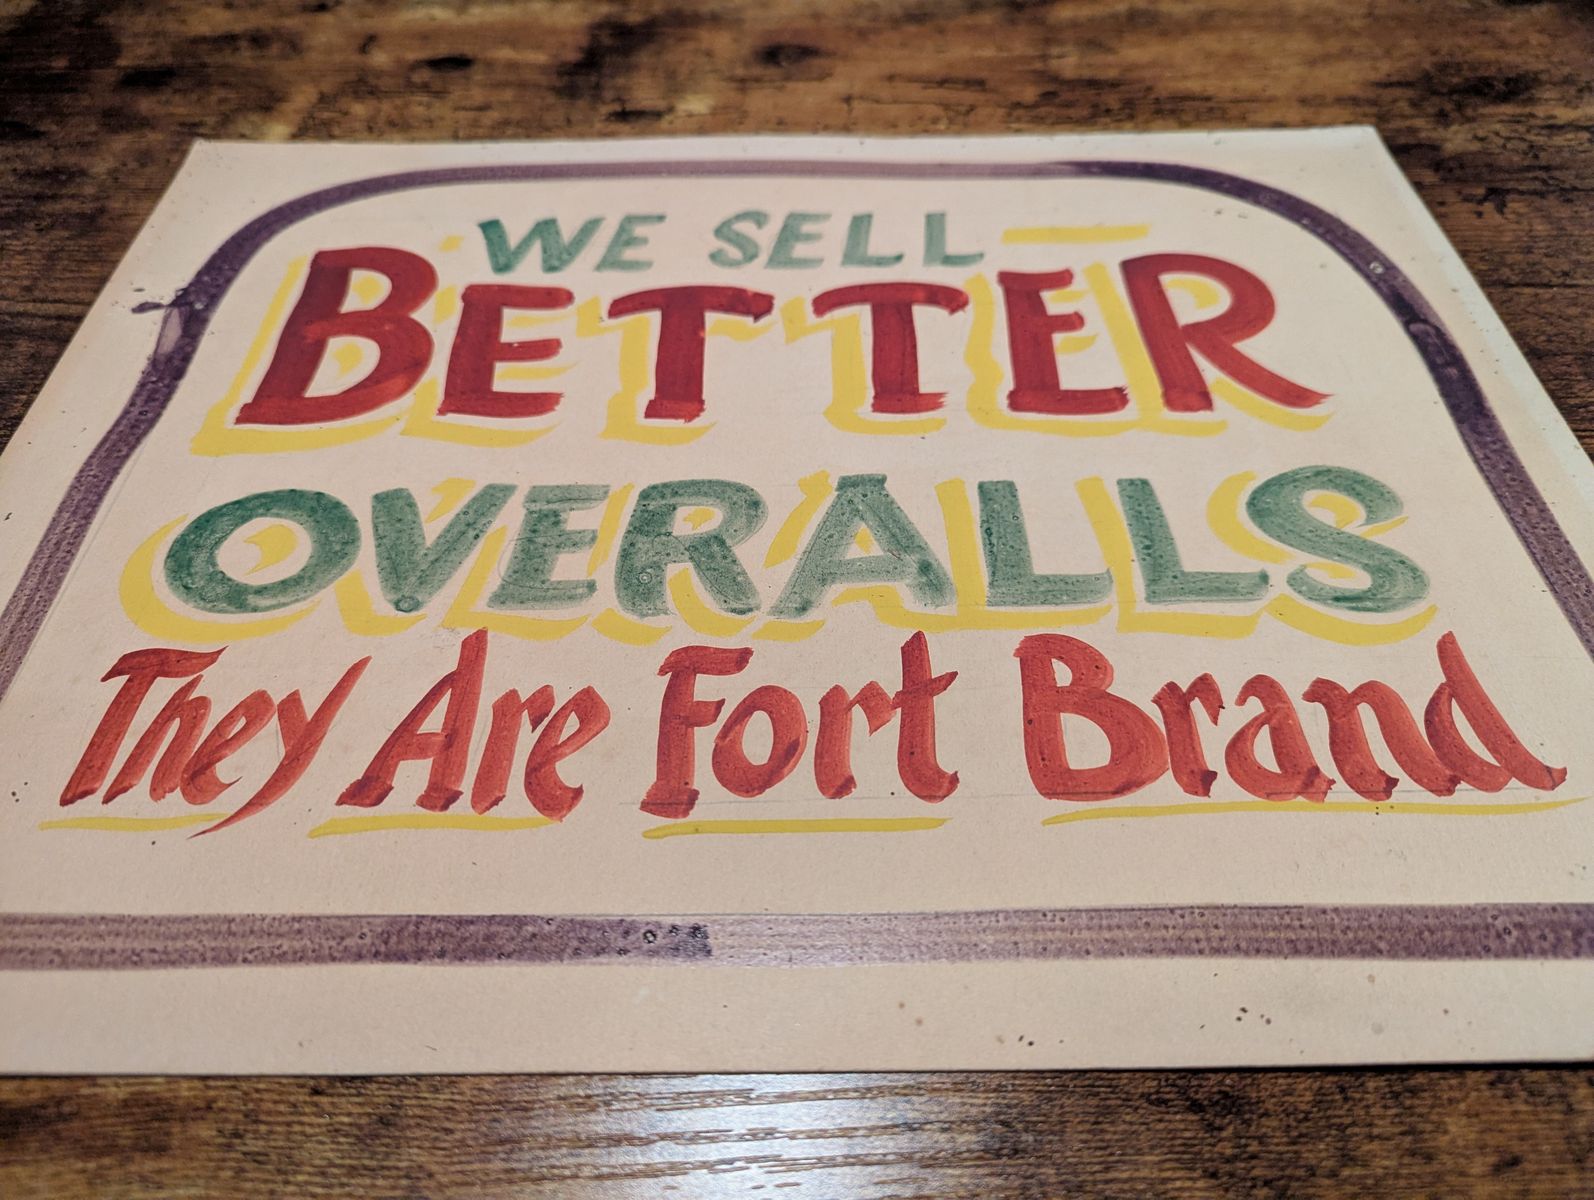 WE SELL
BETTER
OVERALLS
They Are Fort Brand